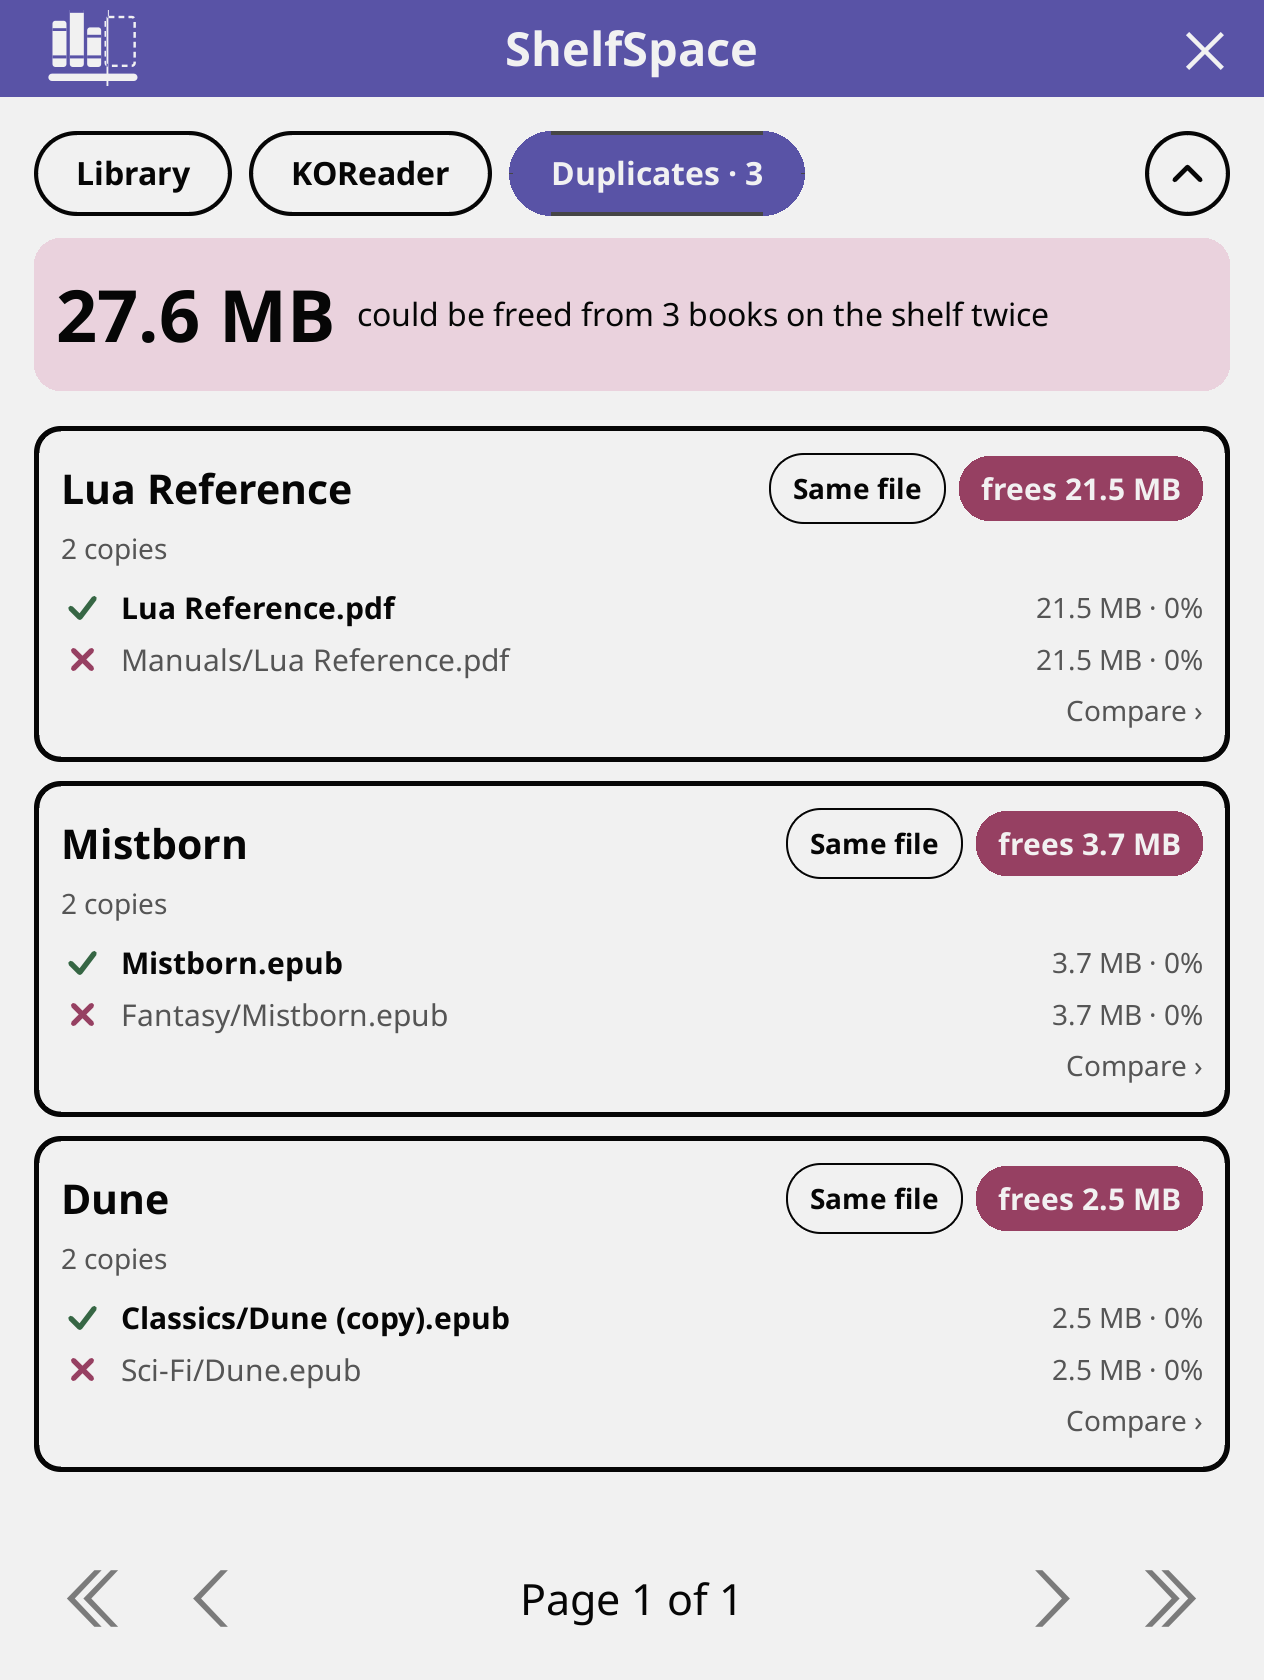 ShelfSpace
Library
KOReader
Duplicates · 3
27.6 MB could be freed from 3 books on the shelf twice
Lua Reference
Same file
frees 21.5 MB
2 copies
Lua Reference.pdf
21.5 MB · 0%
Manuals/Lua Reference.pdf
21.5 MB · 0%
Compare ›
Mistborn
Same file
frees 3.7 MB
2 copies
Mistborn.epub
3.7 MB · 0%
Fantasy/Mistborn.epub
3.7 MB · 0%
Compare ›
Dune
Same file
frees 2.5 MB
2 copies
Classics/Dune (copy).epub
2.5 MB · 0%
Sci-Fi/Dune.epub
2.5 MB · 0%
Compare ›
Page 1 of 1